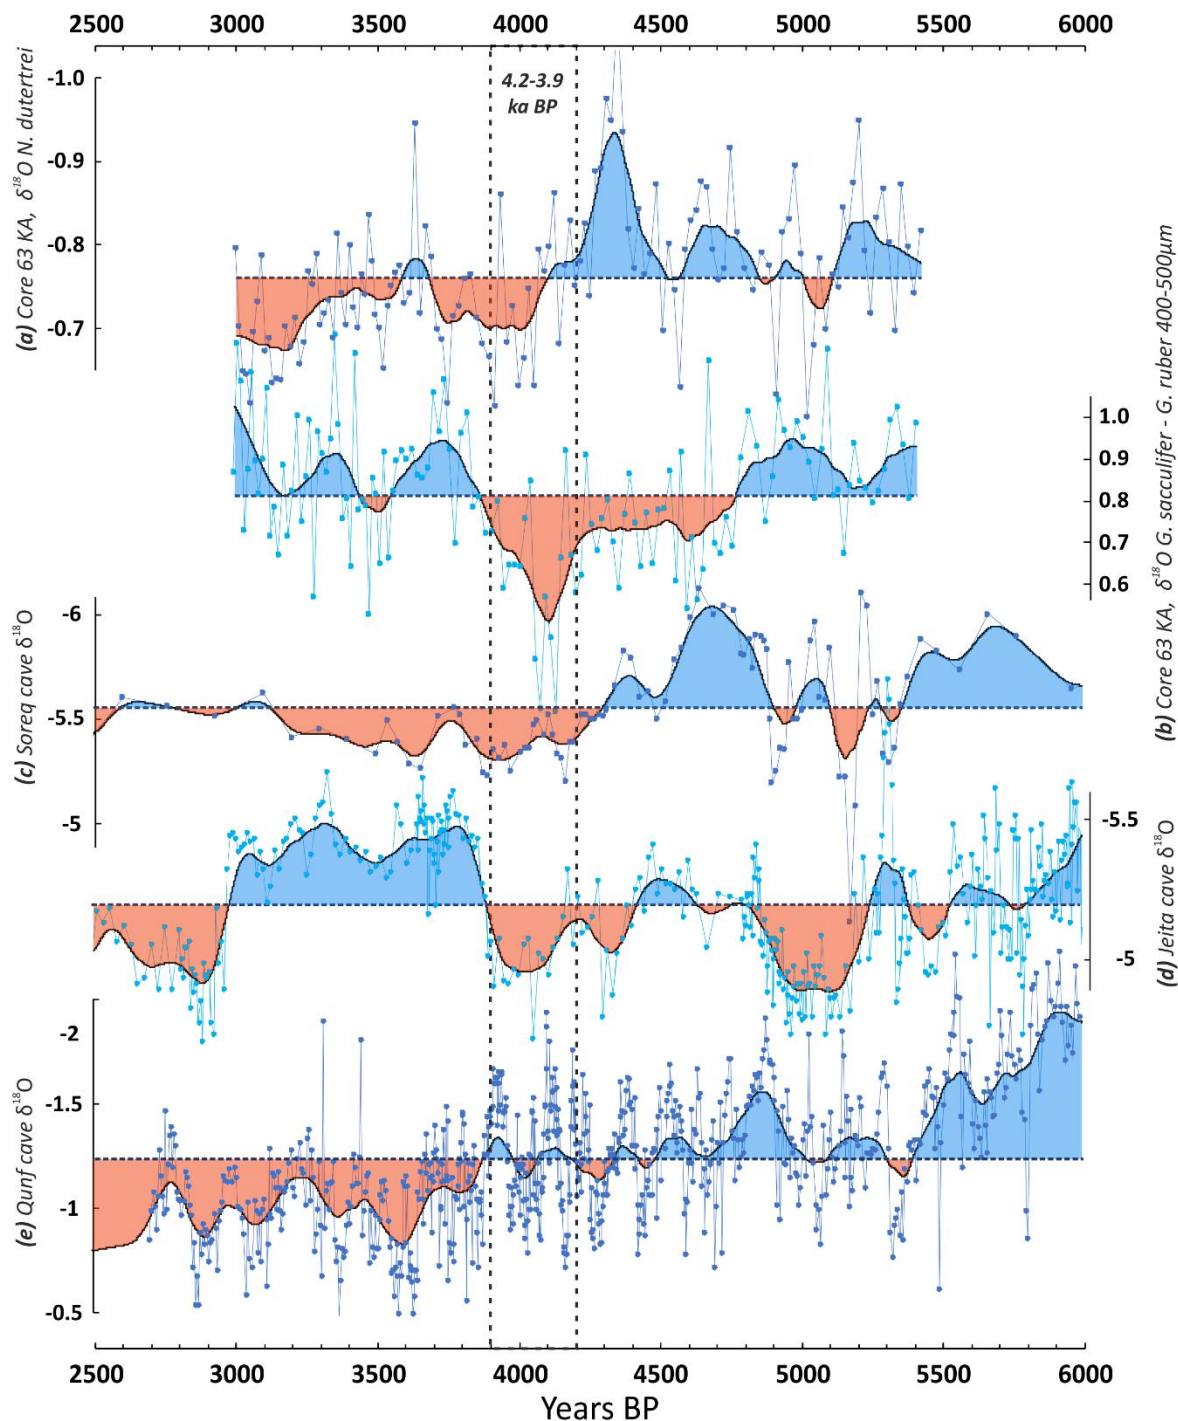 2500 3000 3500 4000 4500 5000 5500 6000
4.2-3.9
ka BP
(a) Core 63 KA, δ¹⁸O N. dutertrei
-1.0
-0.9
-0.8
-0.7
(b) Core 63 KA, δ¹⁸O G. sacculifer - G. ruber 400-500µm
1.0
0.9
0.8
0.7
0.6
(c) Soreq cave δ¹⁸O
-6
-5.5
-5
(d) Jeita cave δ¹⁸O
-5.5
-5
(e) Qunf cave δ¹⁸O
-2
-1.5
-1
-0.5
2500 3000 3500 4000 4500 5000 5500 6000
Years BP